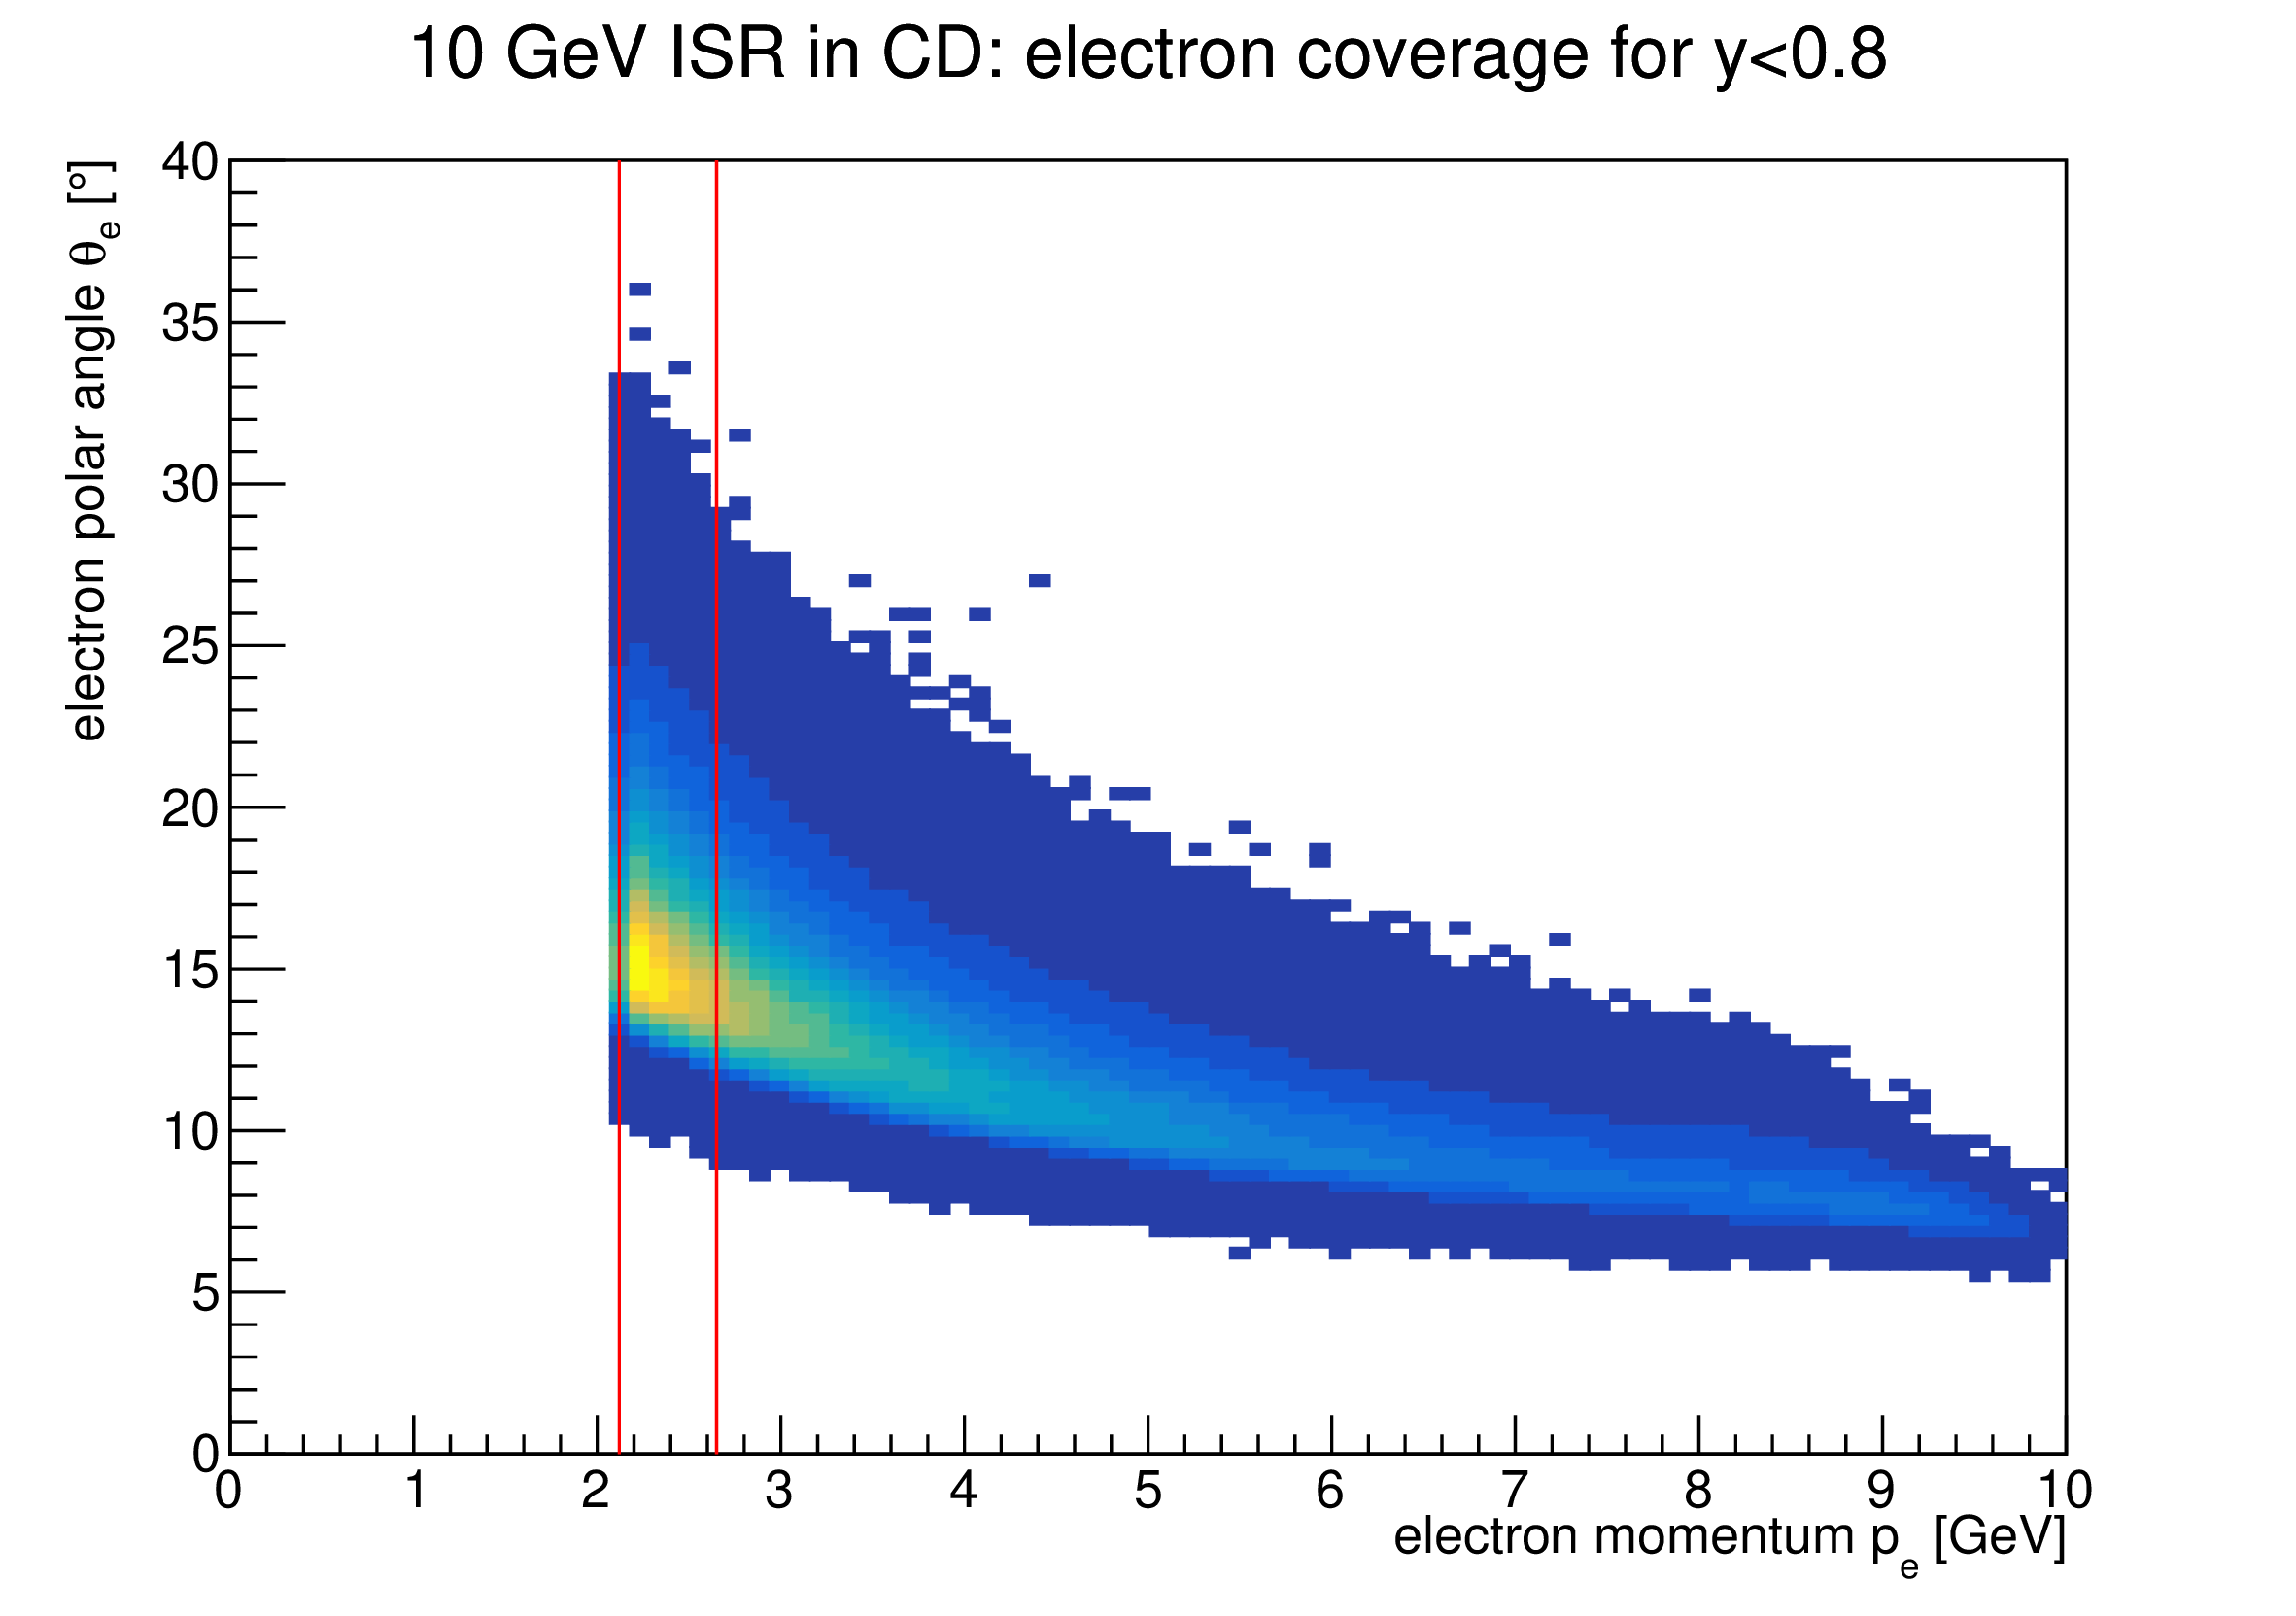 10 GeV ISR in CD: electron coverage for y<0.8
electron polar angle θe [°]
40
35
30
25
20
15
10
5
0
0 1 2 3 4 5 6 7 8 9 10
electron momentum pe [GeV]